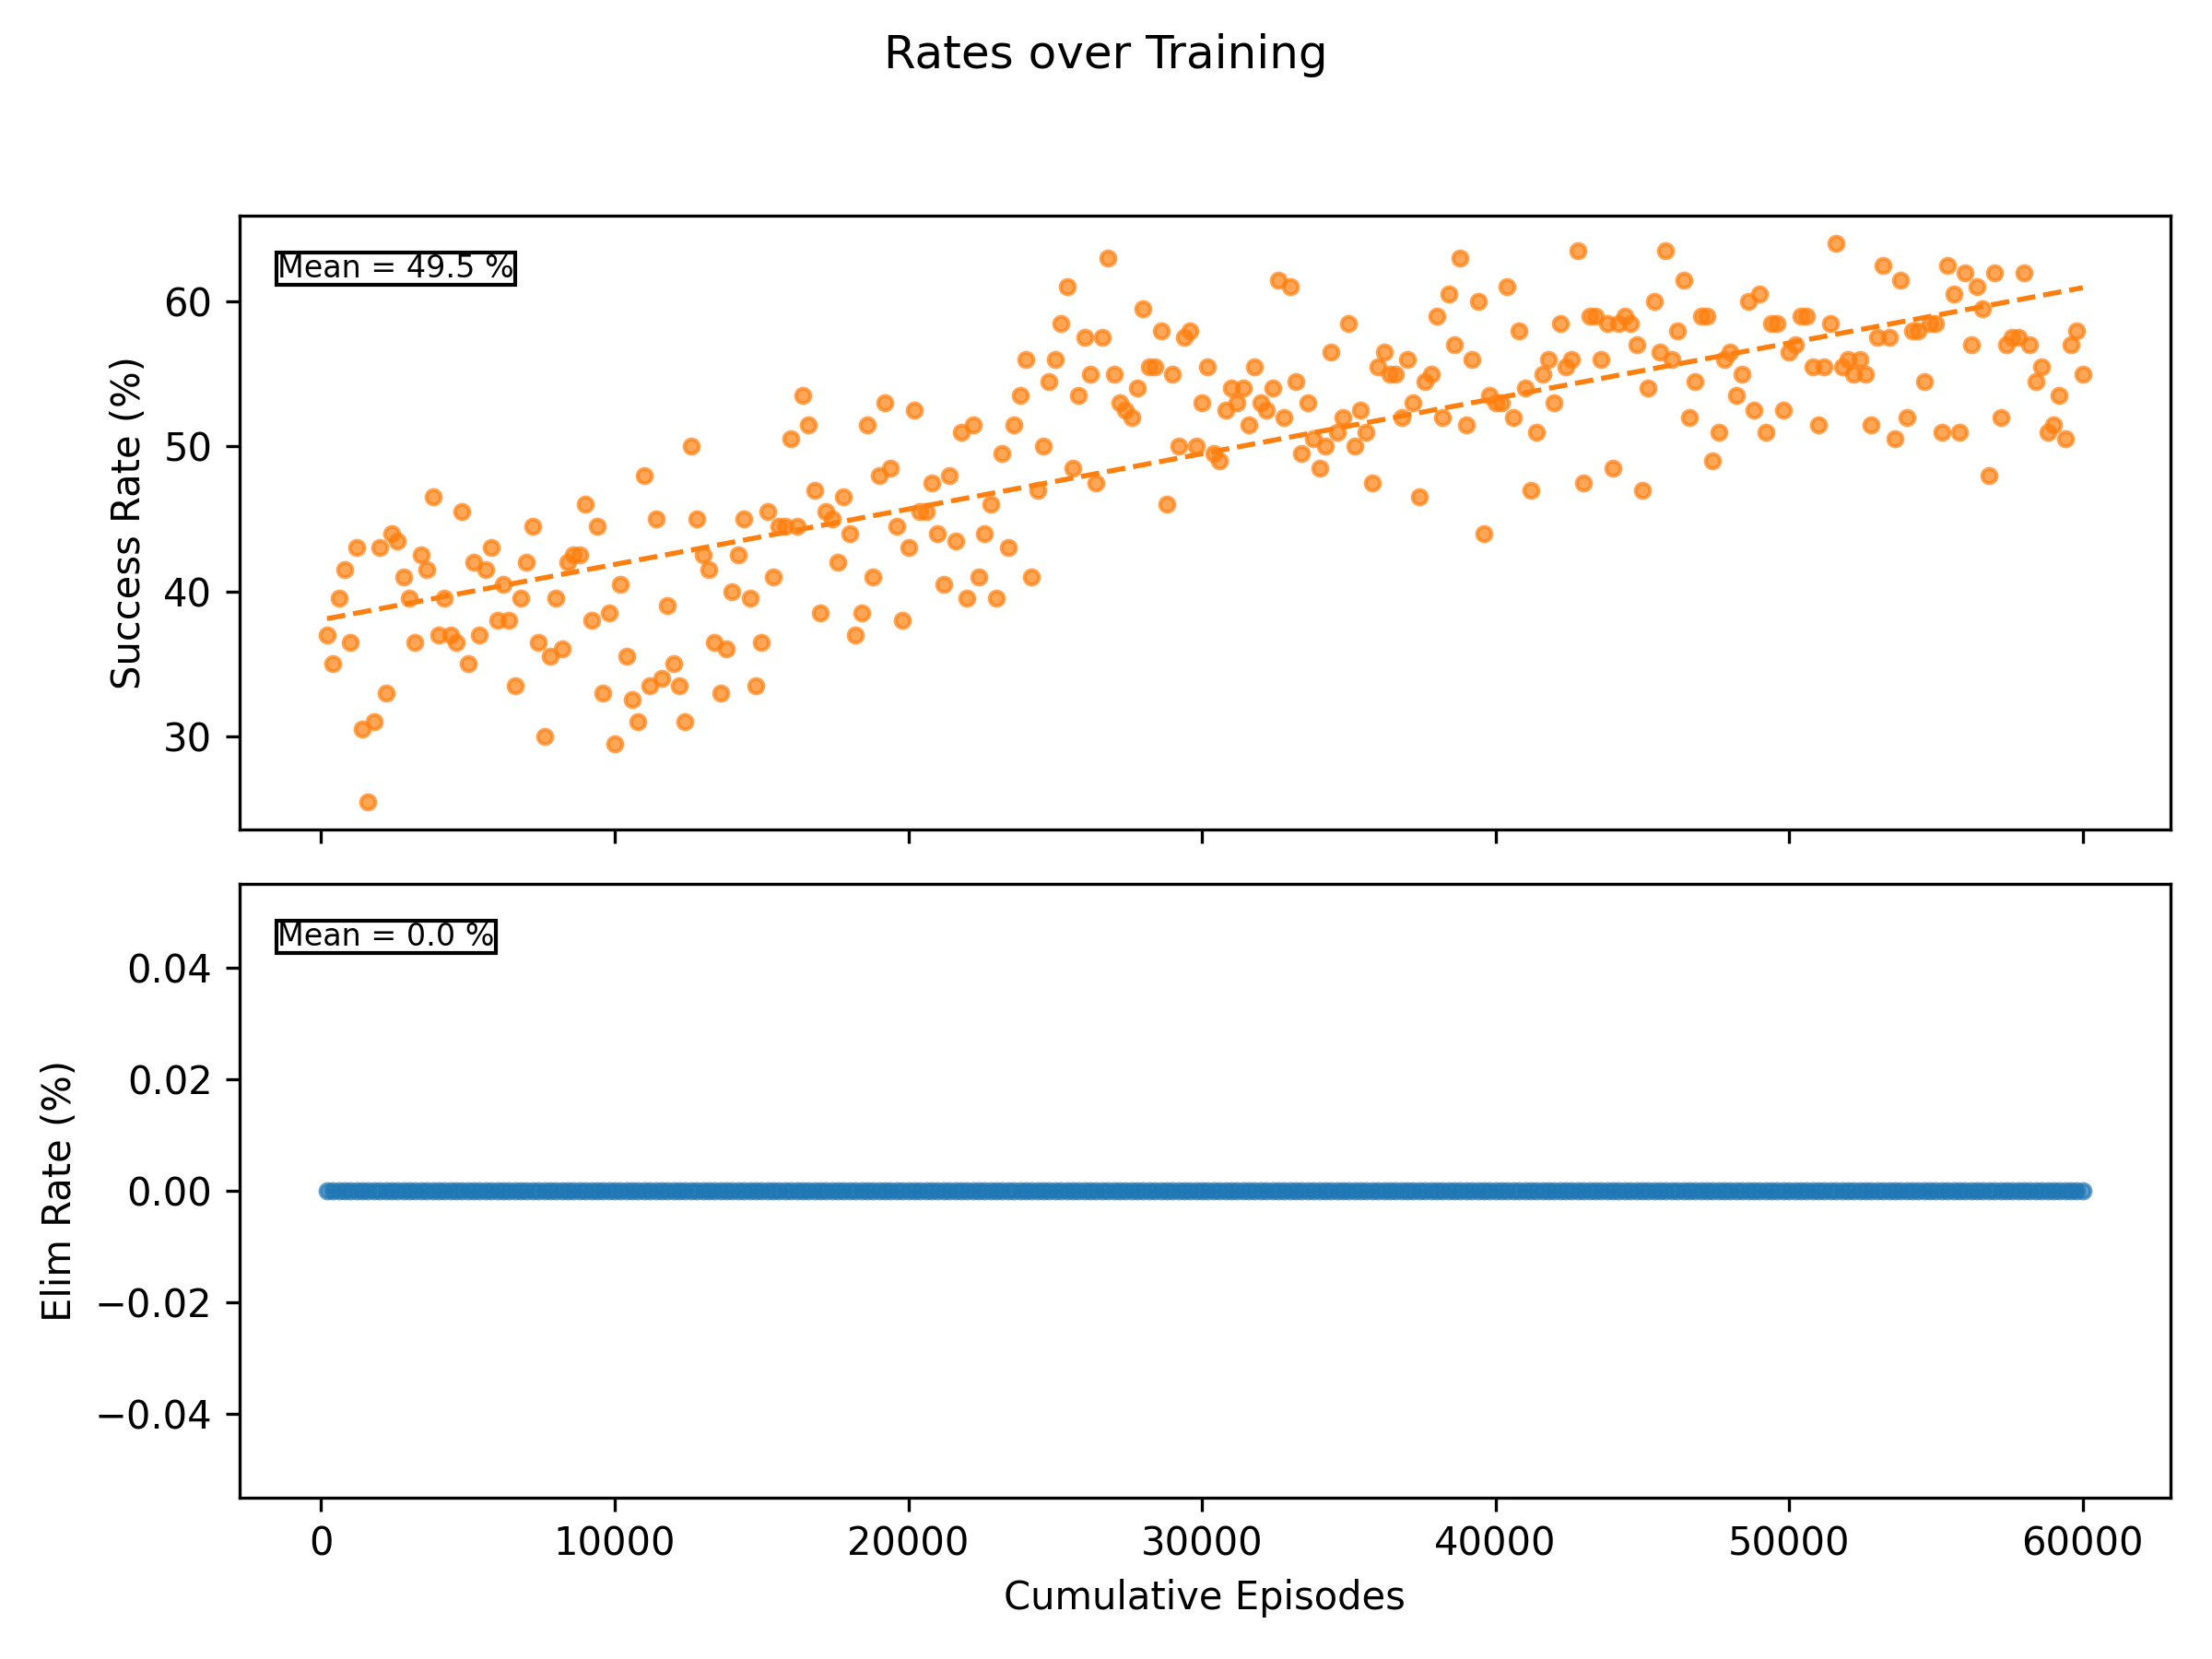 Rates over Training
Mean = 49.5 %
60
50
40
30
Success Rate (%)
Mean = 0.0 %
0.04
0.02
0.00
−0.02
−0.04
Elim Rate (%)
0 10000 20000 30000 40000 50000 60000
Cumulative Episodes